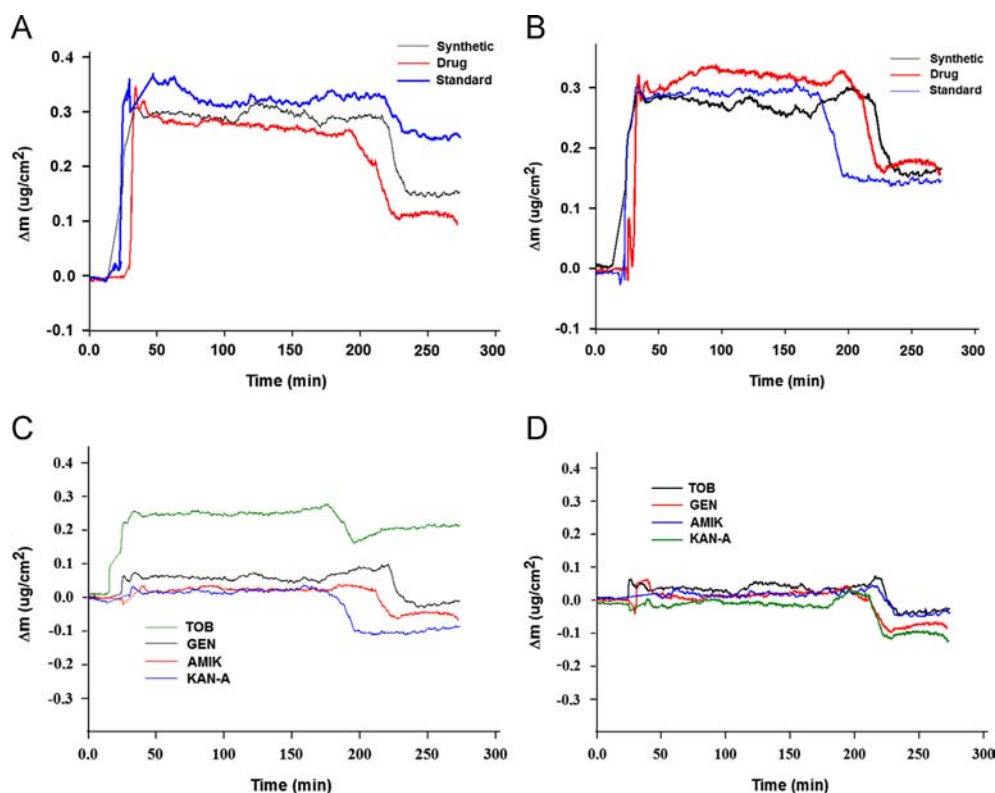 A
Δm (ug/cm2)
0.4
0.3
0.2
0.1
0.0
-0.1
Synthetic
Drug
Standard
0.0 50 100 150 200 250 300
Time (min)
B
Δm (ug/cm2)
0.3
0.2
0.1
0.0
-0.1
Synthetic
Drug
Standard
0.0 50 100 150 200 250 300
Time (min)
C
Δm (ug/cm2)
0.4
0.3
0.2
0.1
0.0
-0.1
-0.2
-0.3
TOB
GEN
AMIK
KAN-A
0.0 50 100 150 200 250 300
Time (min)
D
Δm (ug/cm2)
0.4
0.3
0.2
0.1
0.0
-0.1
-0.2
-0.3
TOB
GEN
AMIK
KAN-A
0.0 50 100 150 200 250 300
Time (min)